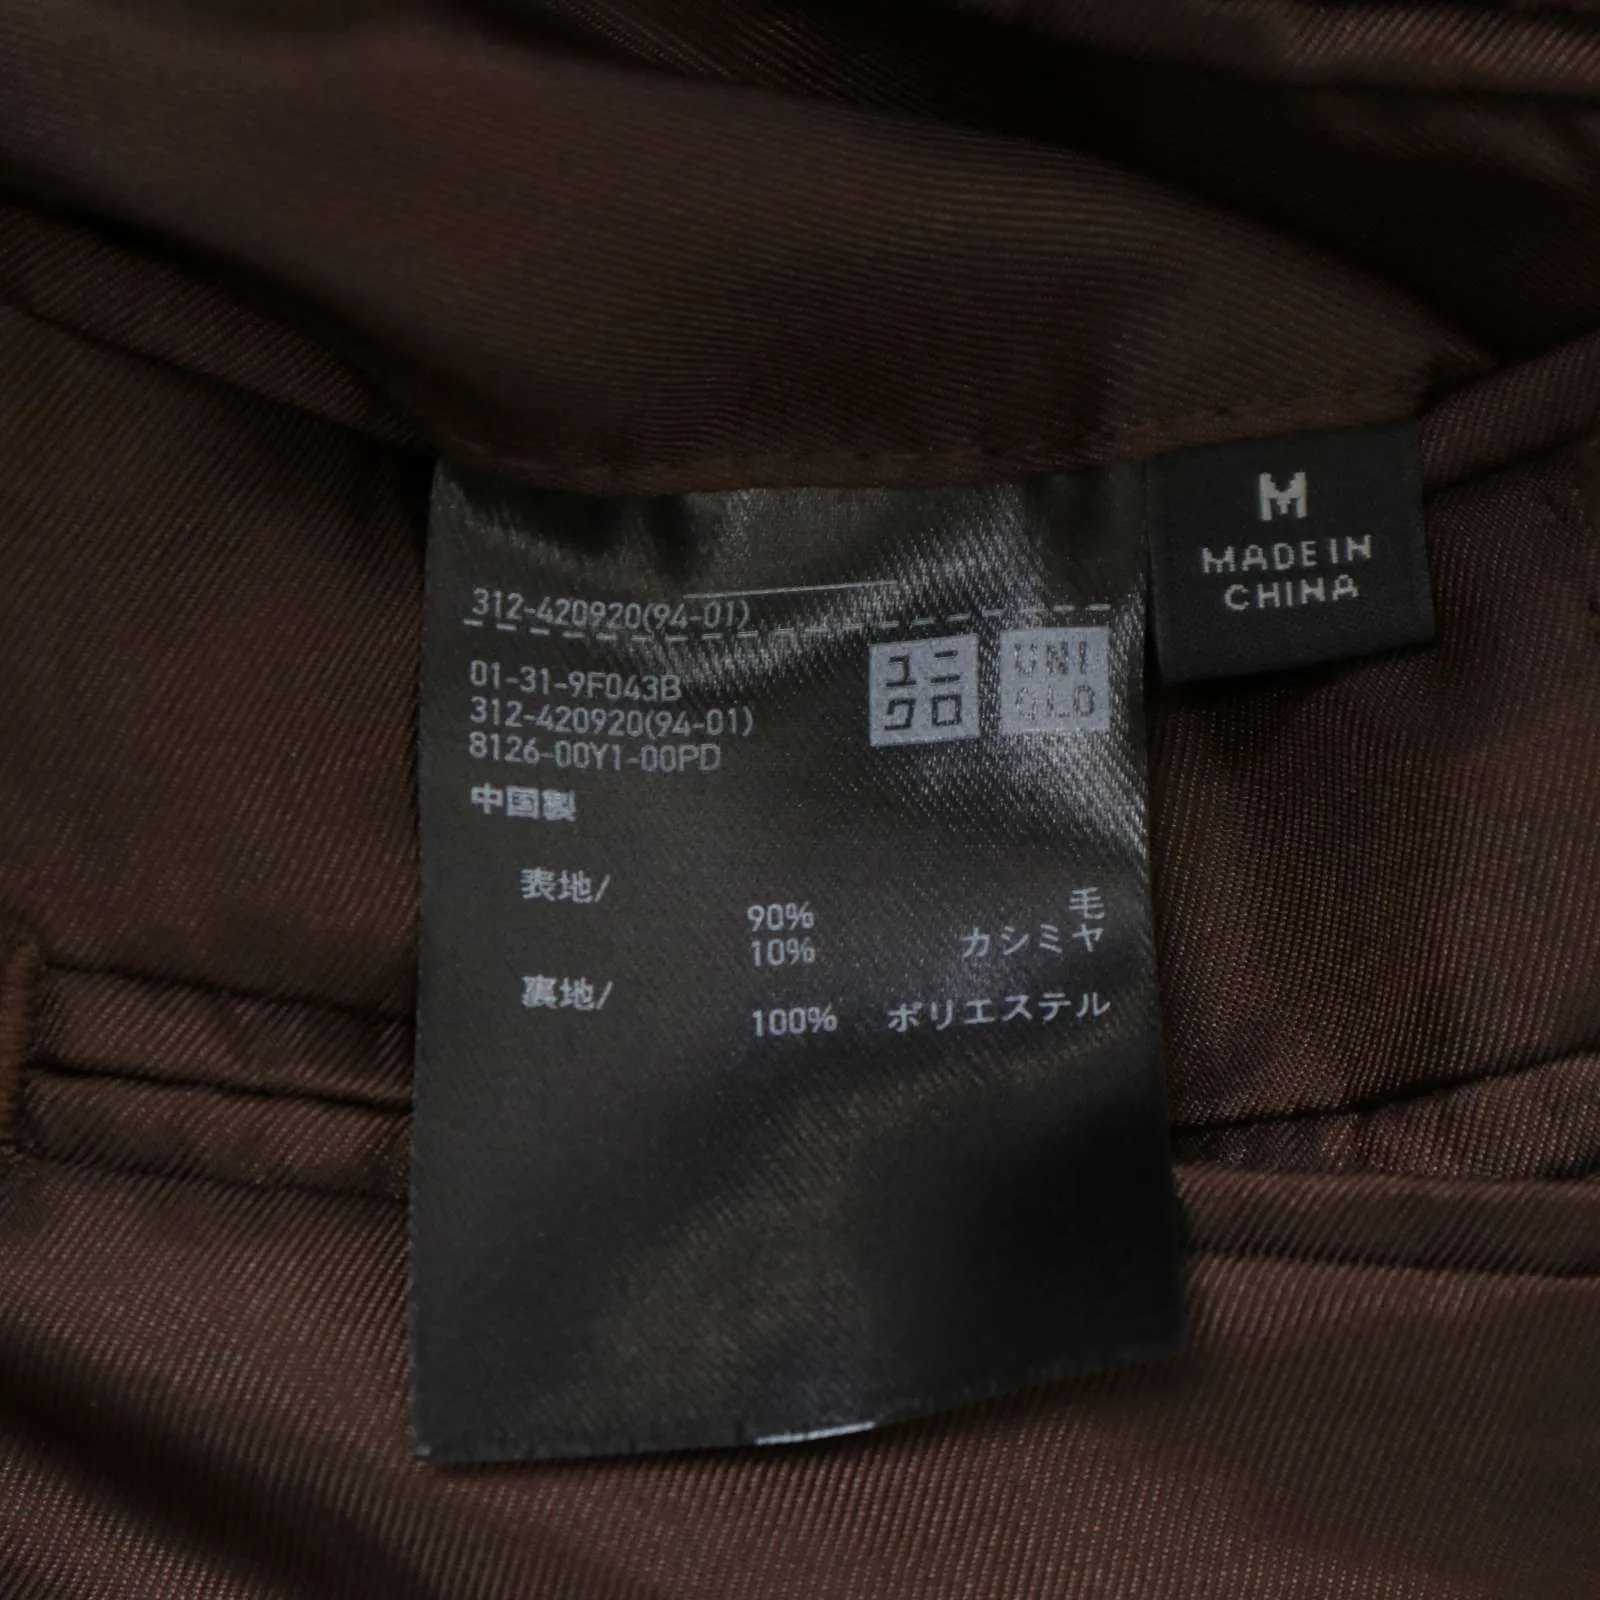 M
MADE IN
CHINA
312-420920(94-01)
ユニ
クロ
UNI
QLO
01-31-9F043B
312-420920(94-01)
8126-00Y1-00PD
中国製
表地/
90% 毛
10% カシミヤ
裏地/
100% ポリエステル